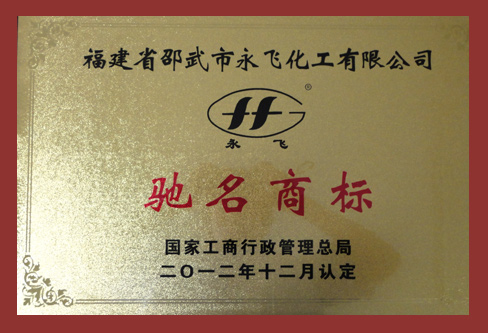 福建省邵武市永飞化工有限公司
®
永飞
驰名商标
国家工商行政管理总局
二〇一二年十二月认定